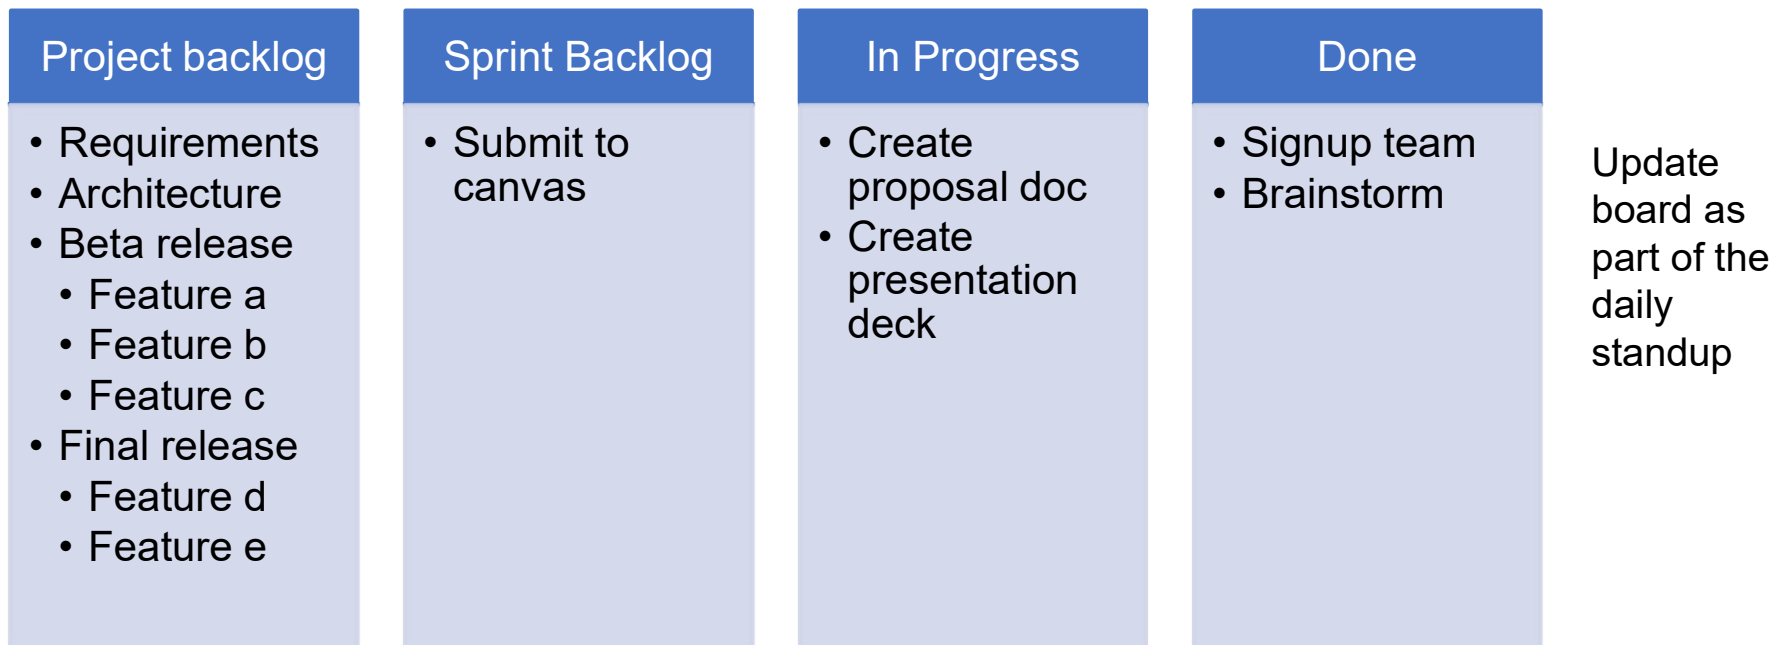 Project backlog
• Requirements
• Architecture
• Beta release
• Feature a
• Feature b
• Feature c
• Final release
• Feature d
• Feature e
Sprint Backlog
• Submit to
canvas
In Progress
• Create
proposal doc
• Create
presentation
deck
Done
• Signup team
• Brainstorm
Update
board as
part of the
daily
standup